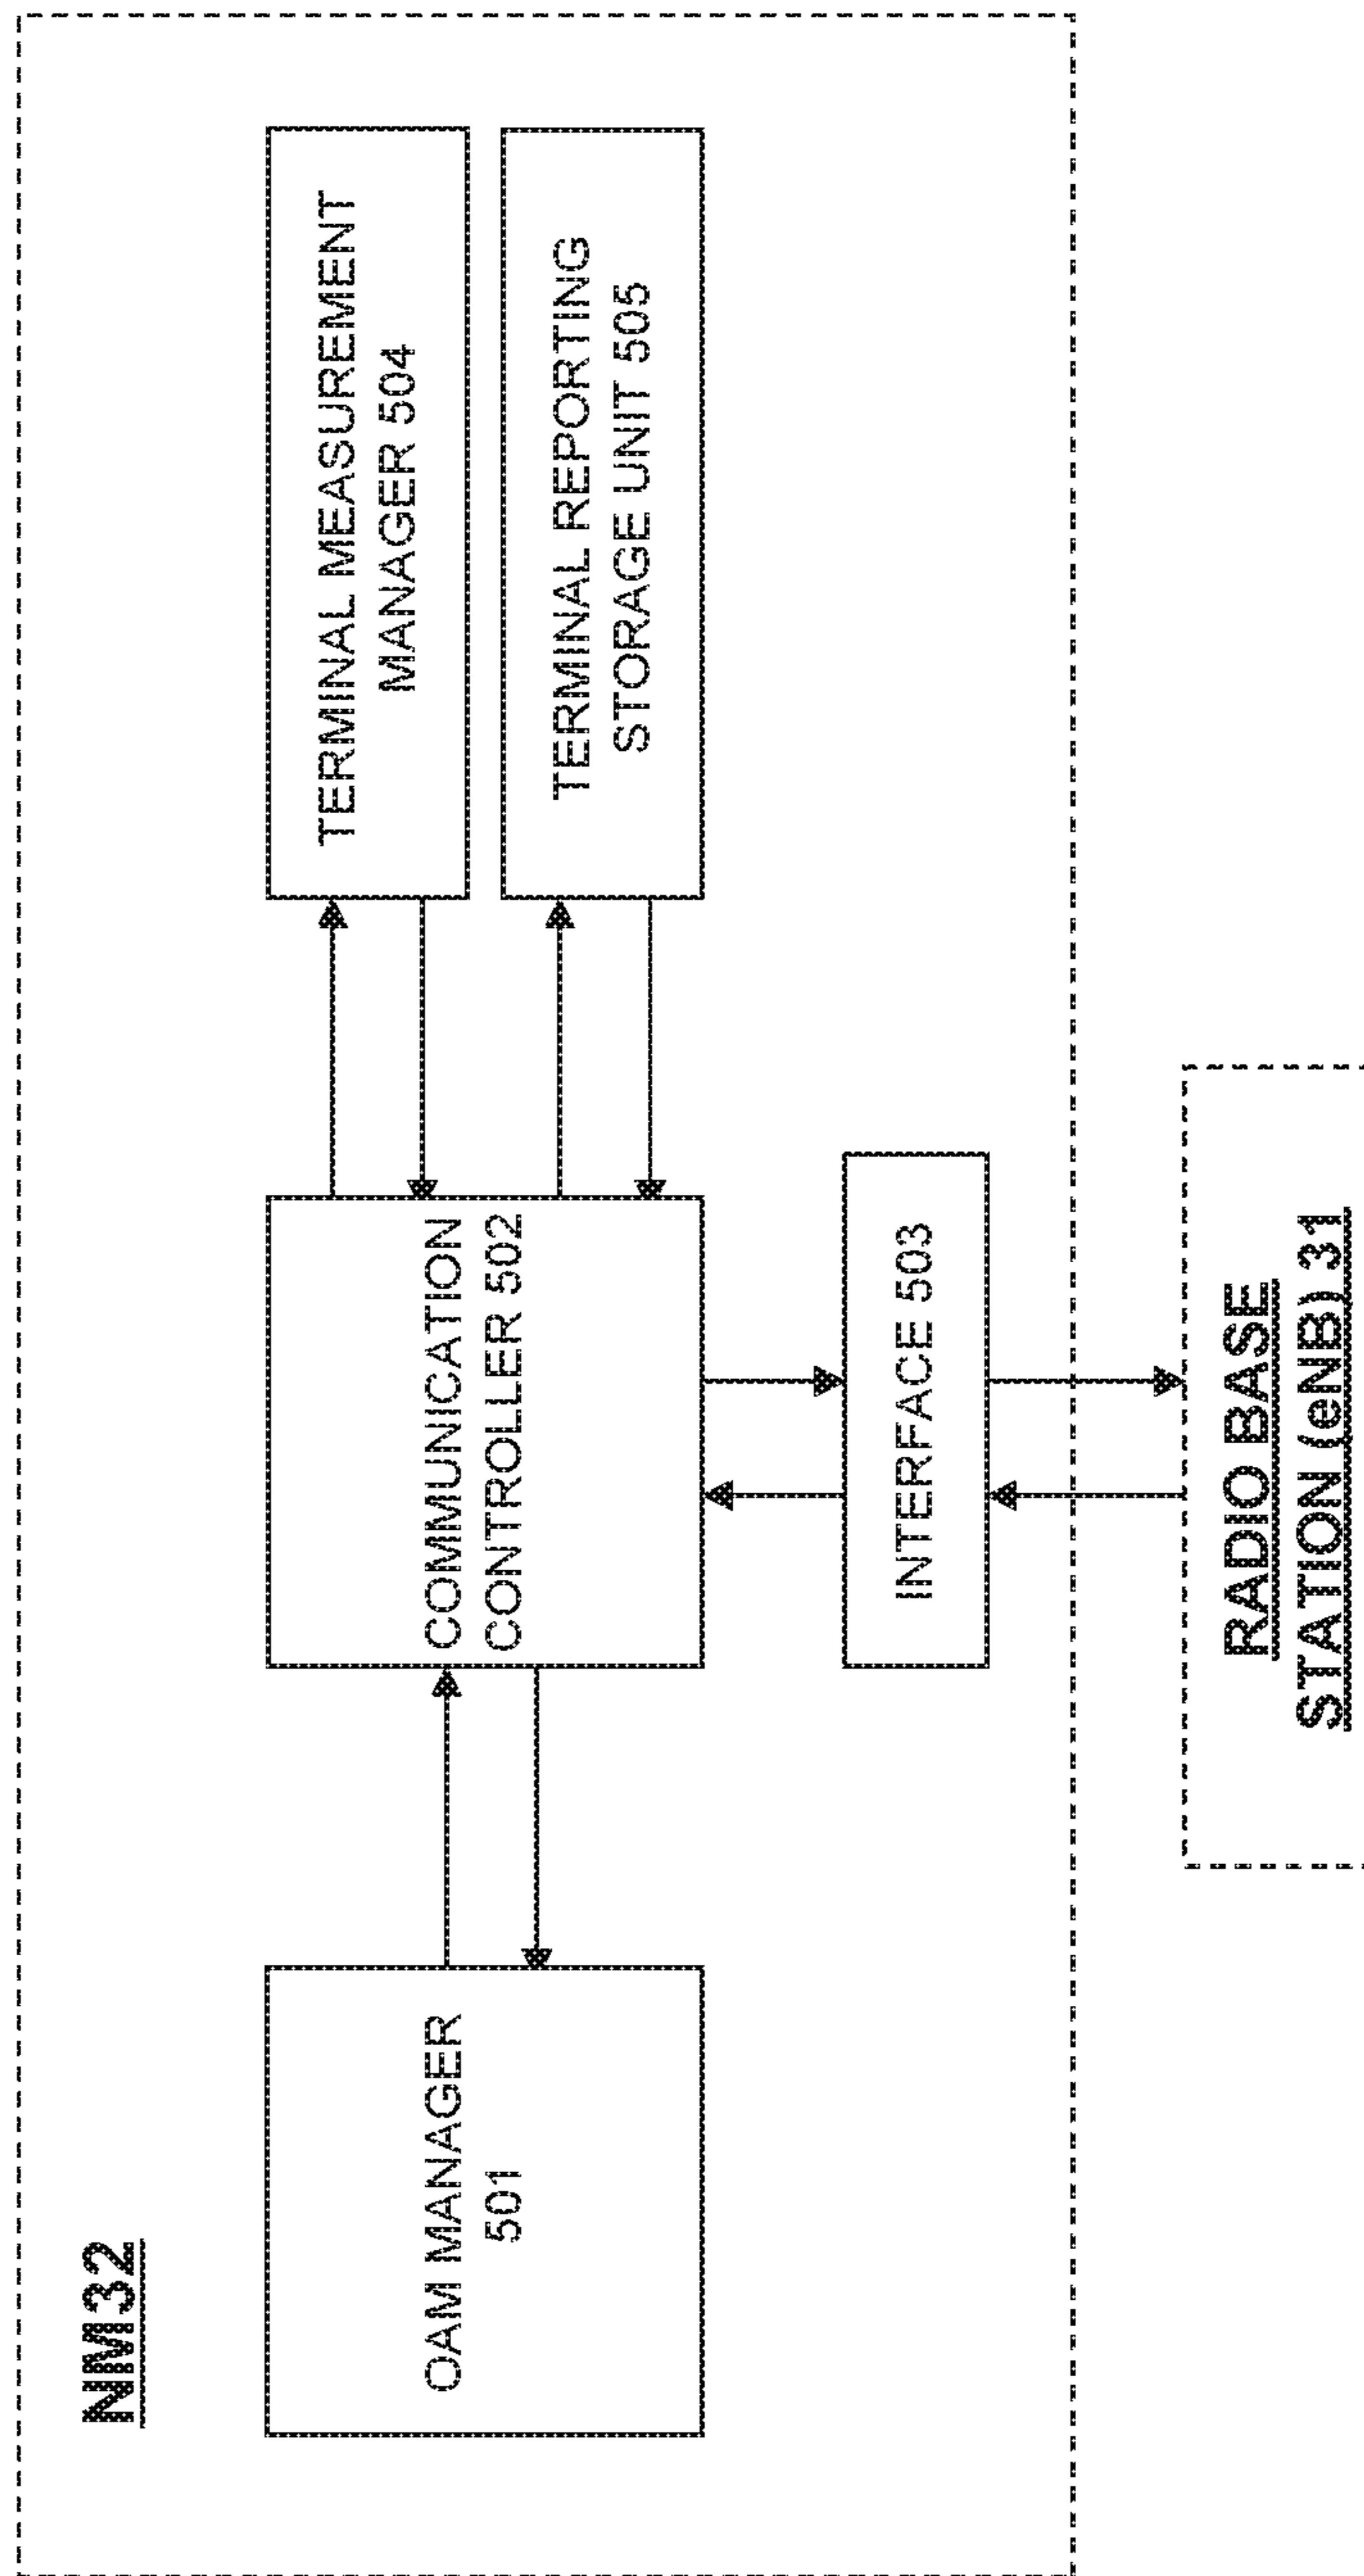 NM32
OAM MANAGER
501
COMMUNICATION
CONTROLLER 502
TERMINAL MEASUREMENT
MANAGER 504
TERMINAL REPORTING
STORAGE UNIT 505
INTERFACE 503
RADIO BASE
STATION (eNB) 31